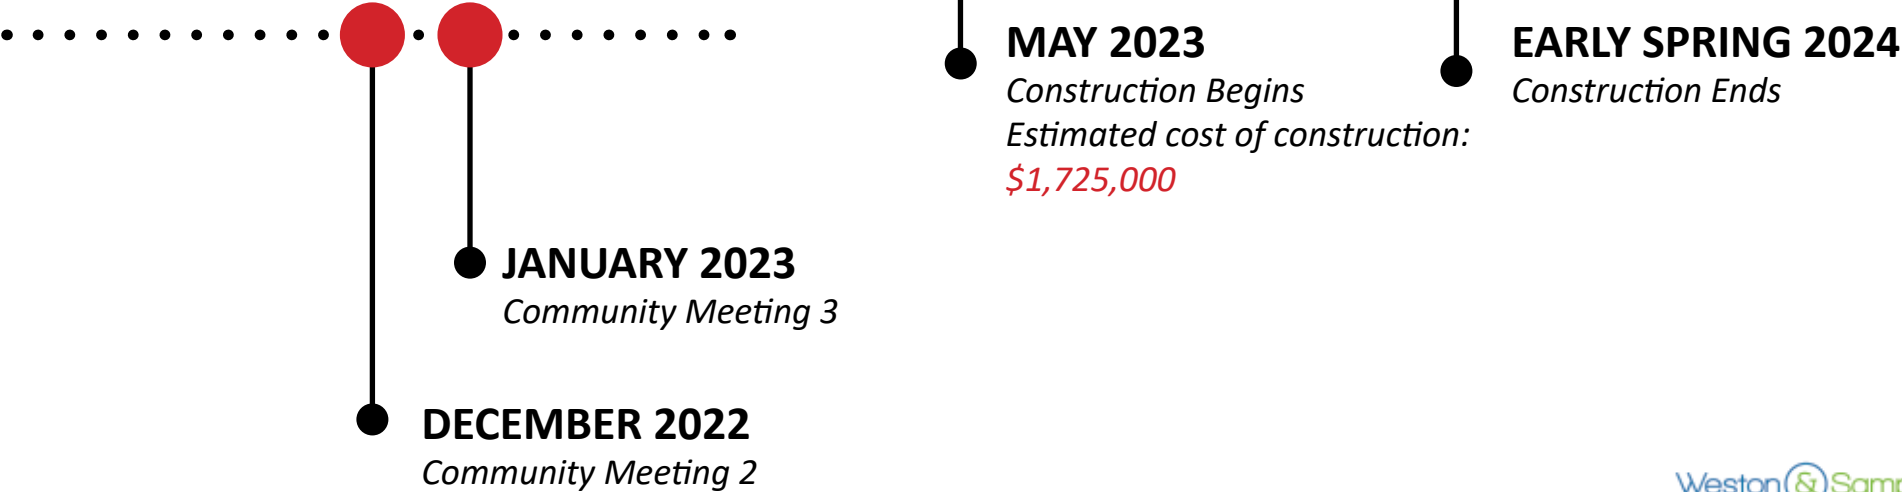 MAY 2023
Construction Begins
Estimated cost of construction:
$1,725,000
EARLY SPRING 2024
Construction Ends
JANUARY 2023
Community Meeting 3
DECEMBER 2022
Community Meeting 2
Weston &